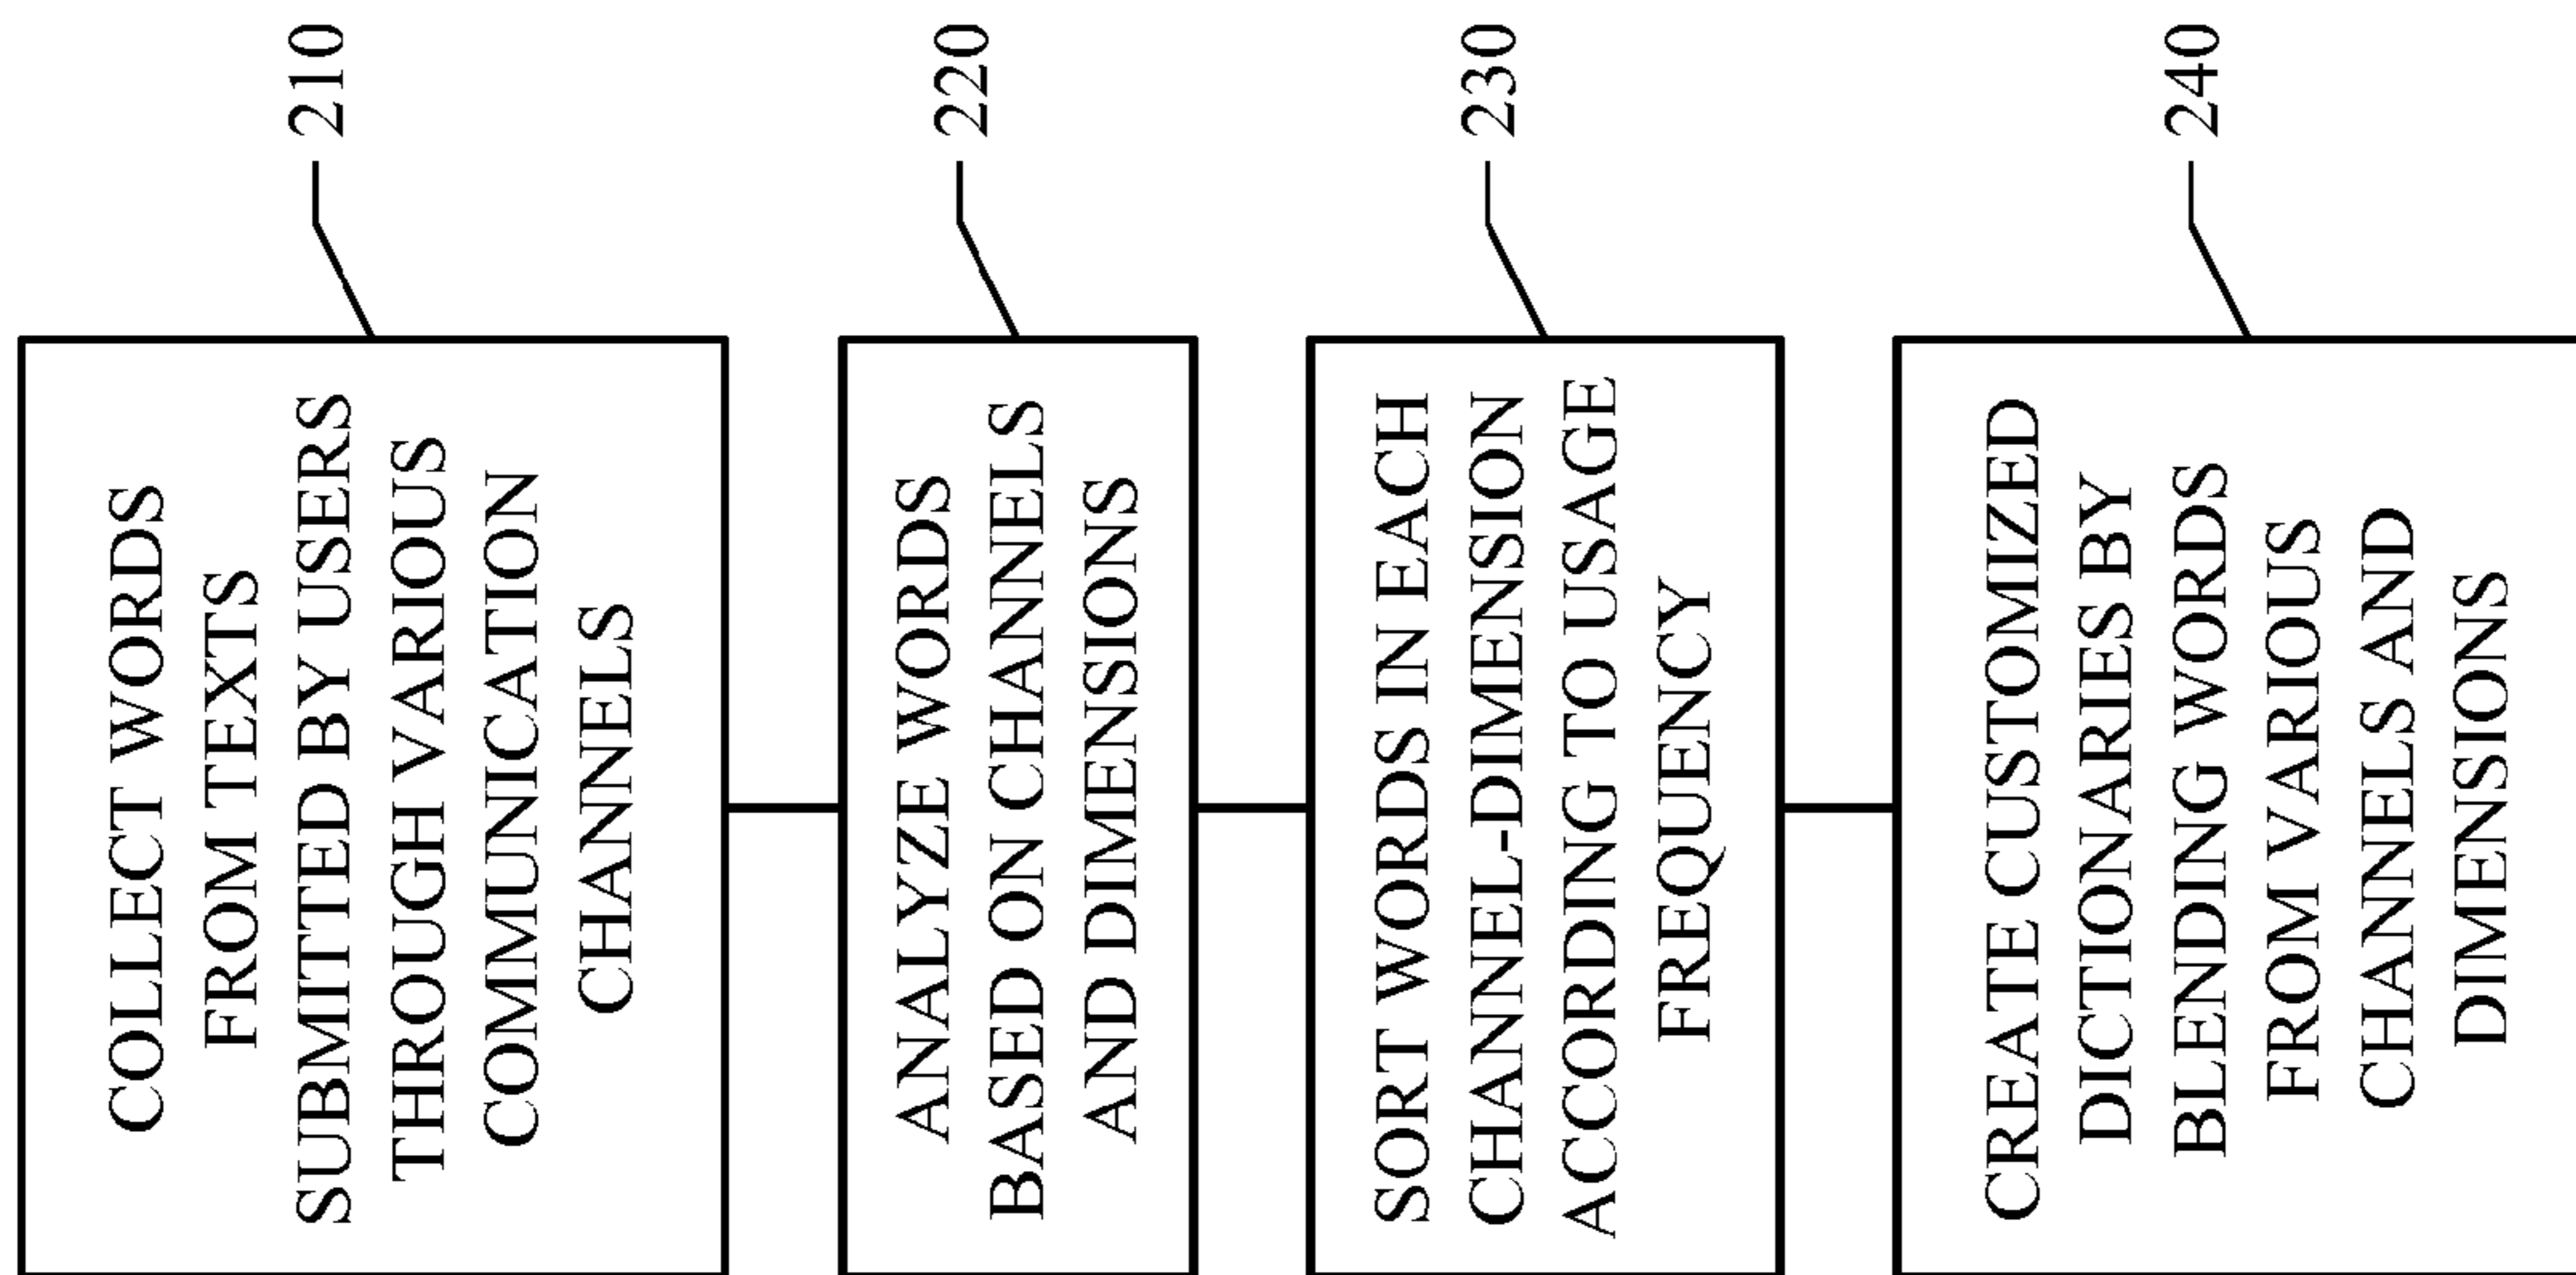 COLLECT WORDS
FROM TEXTS
SUBMITTED BY USERS
THROUGH VARIOUS
COMMUNICATION
CHANNELS
210
ANALYZE WORDS
BASED ON CHANNELS
AND DIMENSIONS
220
SORT WORDS IN EACH
CHANNEL-DIMENSION
ACCORDING TO USAGE
FREQUENCY
230
CREATE CUSTOMIZED
DICTIONARIES BY
BLENDING WORDS
FROM VARIOUS
CHANNELS AND
DIMENSIONS
240